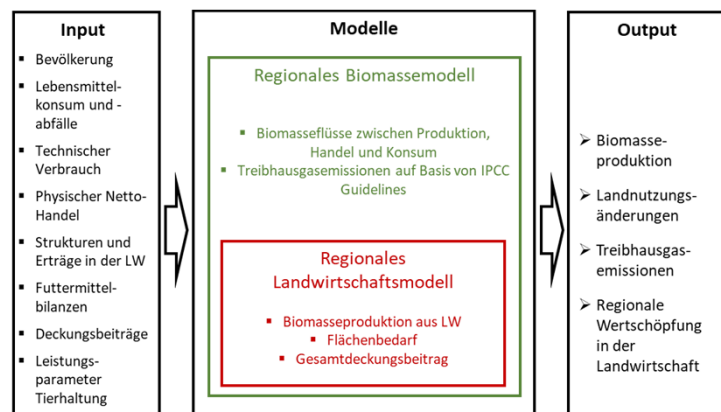 Input
▪ Bevölkerung
▪ Lebensmittel-
konsum und -
abfälle
▪ Technischer
Verbrauch
▪ Physischer Netto-
Handel
▪ Strukturen und
Erträge in der LW
▪ Futtermittel-
bilanzen
▪ Deckungsbeiträge
▪ Leistungs-
parameter
Tierhaltung
Modelle
Regionales Biomassemodell
▪ Biomasseflüsse zwischen Produktion,
Handel und Konsum
▪ Treibhausgasemissionen auf Basis von IPCC
Guidelines
Regionales
Landwirtschaftsmodell
▪ Biomasseproduktion aus LW
▪ Flächenbedarf
▪ Gesamtdeckungsbeitrag
Output
➢ Biomasse-
produktion
➢ Landnutzungs-
änderungen
➢ Treibhausgas-
emissionen
➢ Regionale
Wertschöpfung
in der
Landwirtschaft